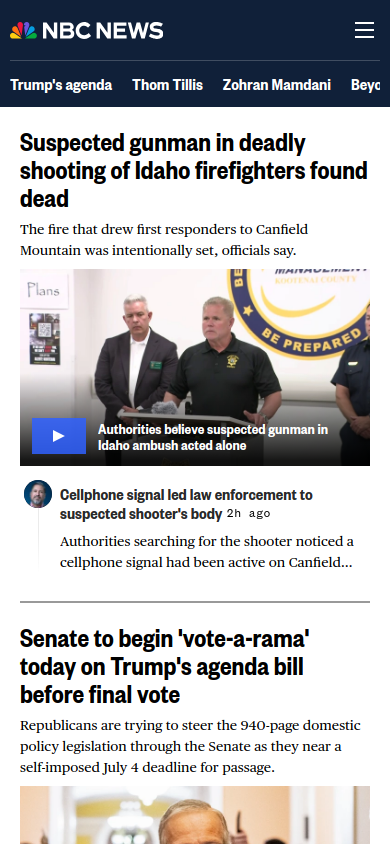 NBC NEWS
Trump's agenda Thom Tillis Zohran Mamdani Beyo
Suspected gunman in deadly
shooting of Idaho firefighters found
dead
The fire that drew first responders to Canfield
Mountain was intentionally set, officials say.
Plans
MANAGEMENT
KOOTENAI COUNTY
BE PREPARED
Authorities believe suspected gunman in
Idaho ambush acted alone
Cellphone signal led law enforcement to
suspected shooter's body 2h ago
Authorities searching for the shooter noticed a
cellphone signal had been active on Canfield...
Senate to begin 'vote-a-rama'
today on Trump's agenda bill
before final vote
Republicans are trying to steer the 940-page domestic
policy legislation through the Senate as they near a
self-imposed July 4 deadline for passage.